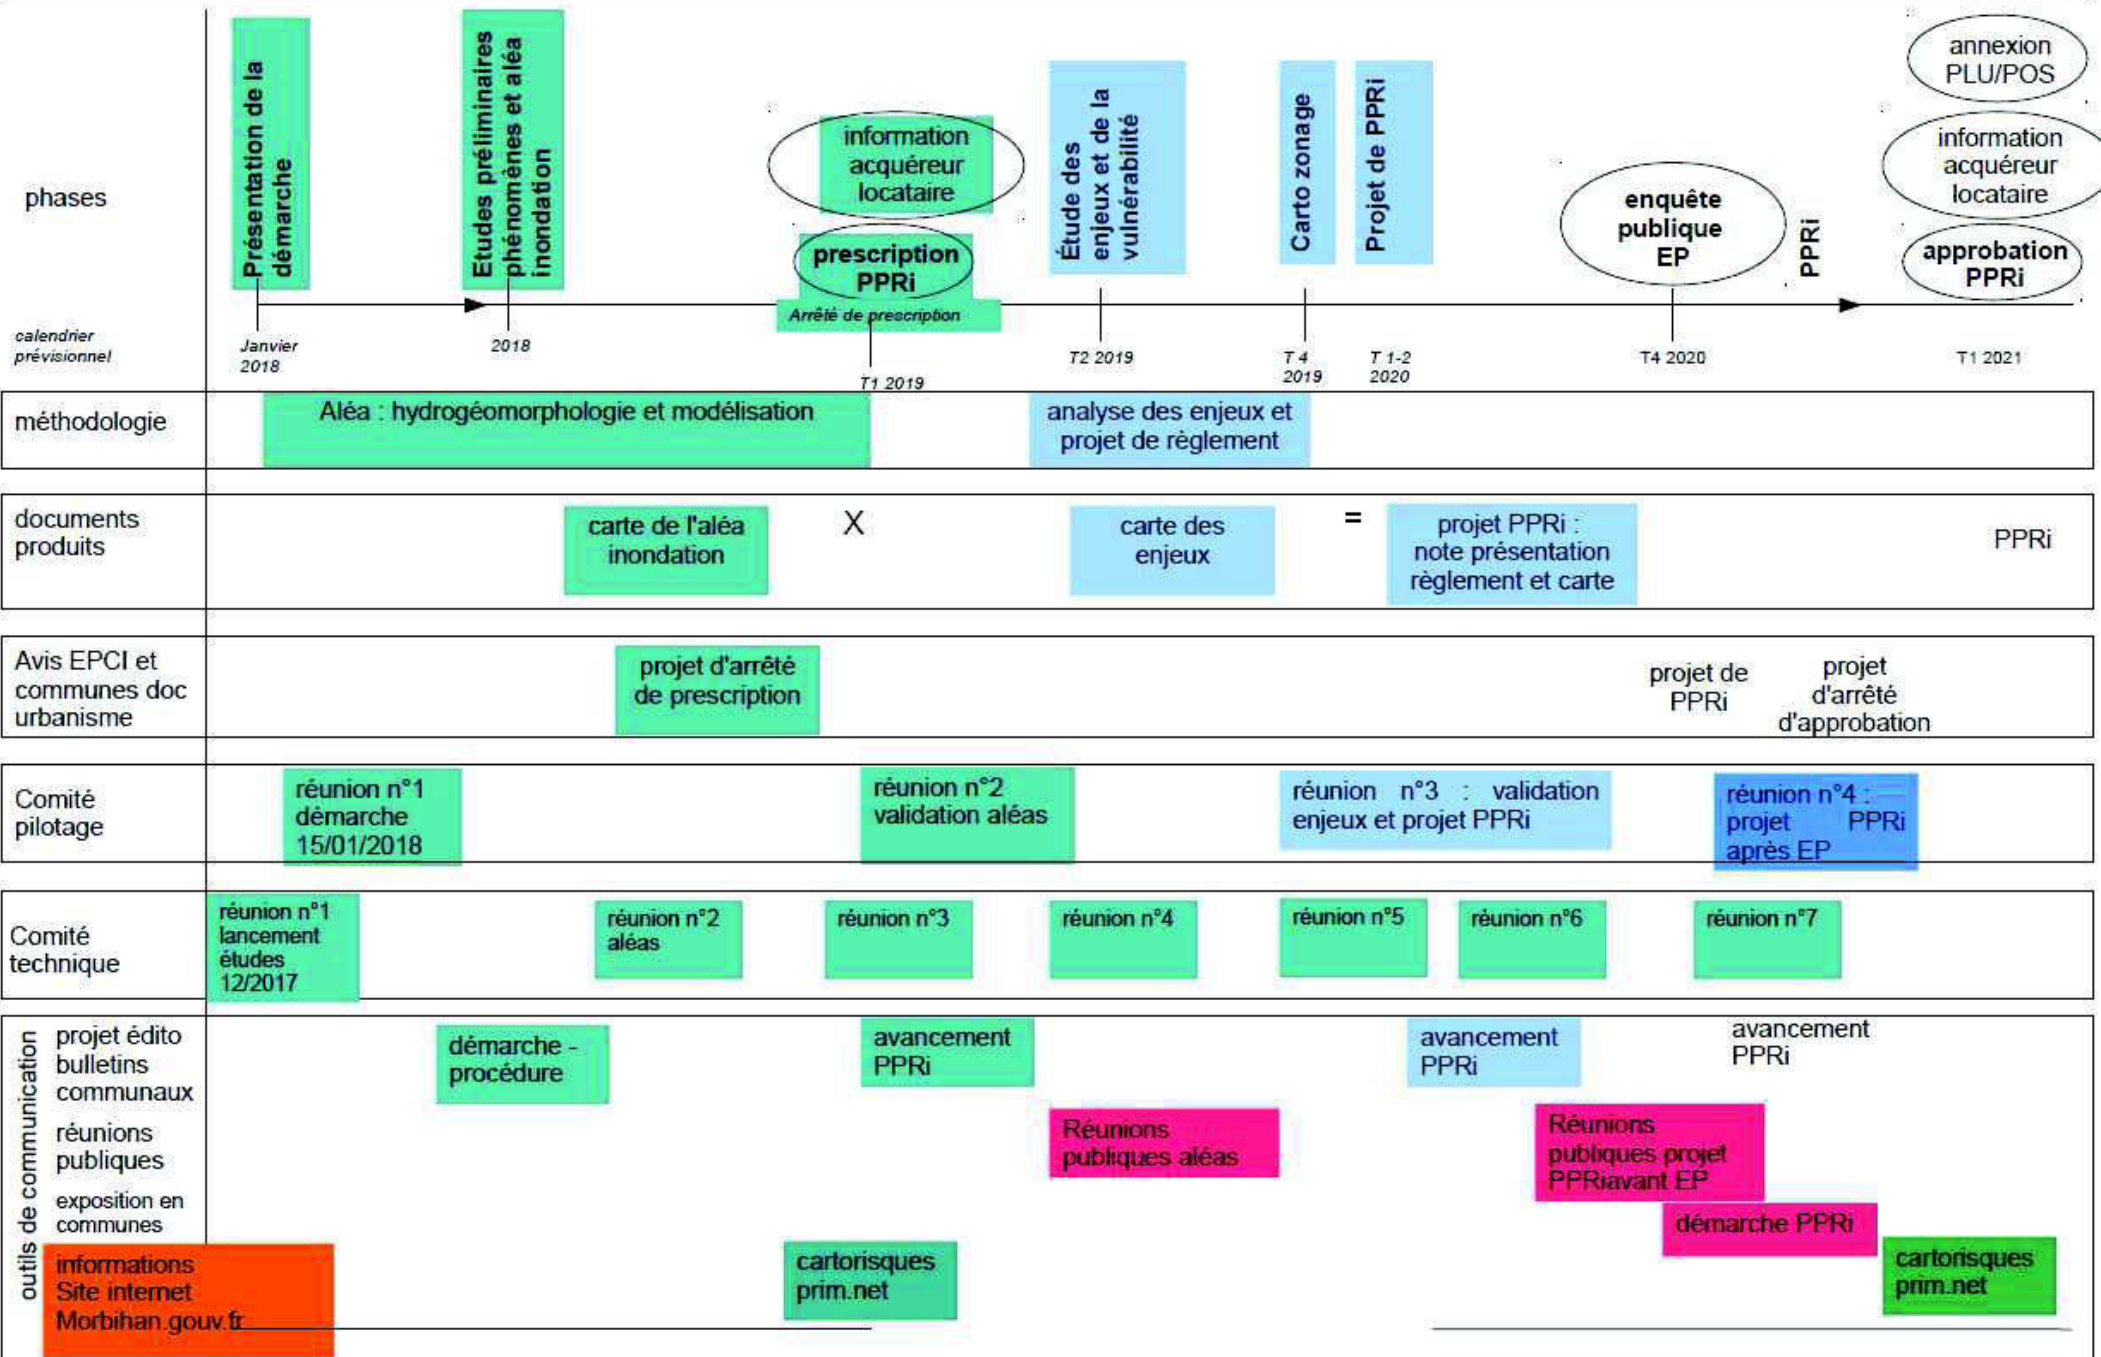 phases
Présentation de la
démarche
Etudes préliminaires
phénomènes et aléa
inondation
information
acquéreur
locataire
prescription
PPRi
Arrêté de prescription
Étude des
enjeux et de la
vulnérabilité
Carto zonage
Projet de PPRi
enquête
publique
EP
PPRi
annexion
PLU/POS
information
acquéreur
locataire
approbation
PPRi
calendrier
prévisionnel
Janvier
2018
2018
T1 2019
T2 2019
T 4
2019
T 1-2
2020
T4 2020
T1 2021
méthodologie
Aléa : hydrogéomorphologie et modélisation
analyse des enjeux et
projet de règlement
documents
produits
carte de l'aléa
inondation
X
carte des
enjeux
=
projet PPRi :
note présentation
règlement et carte
PPRi
Avis EPCI et
communes doc
urbanisme
projet d'arrêté
de prescription
projet de
PPRi
projet
d'arrêté
d'approbation
Comité
pilotage
réunion n°1
démarche
15/01/2018
réunion n°2
validation aléas
réunion n°3 : validation
enjeux et projet PPRi
réunion n°4 :
projet PPRi
après EP
Comité
technique
réunion n°1
lancement
études
12/2017
réunion n°2
aléas
réunion n°3
réunion n°4
réunion n°5
réunion n°6
réunion n°7
outils de communication
projet édito
bulletins
communaux
démarche -
procédure
avancement
PPRi
avancement
PPRi
avancement
PPRi
réunions
publiques
Réunions
publiques aléas
Réunions
publiques projet
PPRiavant EP
exposition en
communes
démarche PPRi
informations
Site internet
Morbihan.gouv.fr
cartorisques
prim.net
cartorisques
prim.net